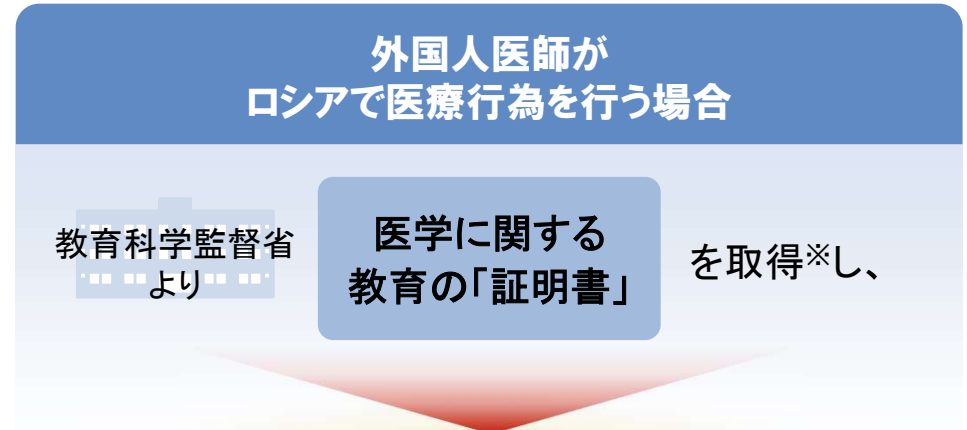 外国人医師が
ロシアで医療行為を行う場合
教育科学監督省
より
医学に関する
教育の「証明書」
を取得※し、